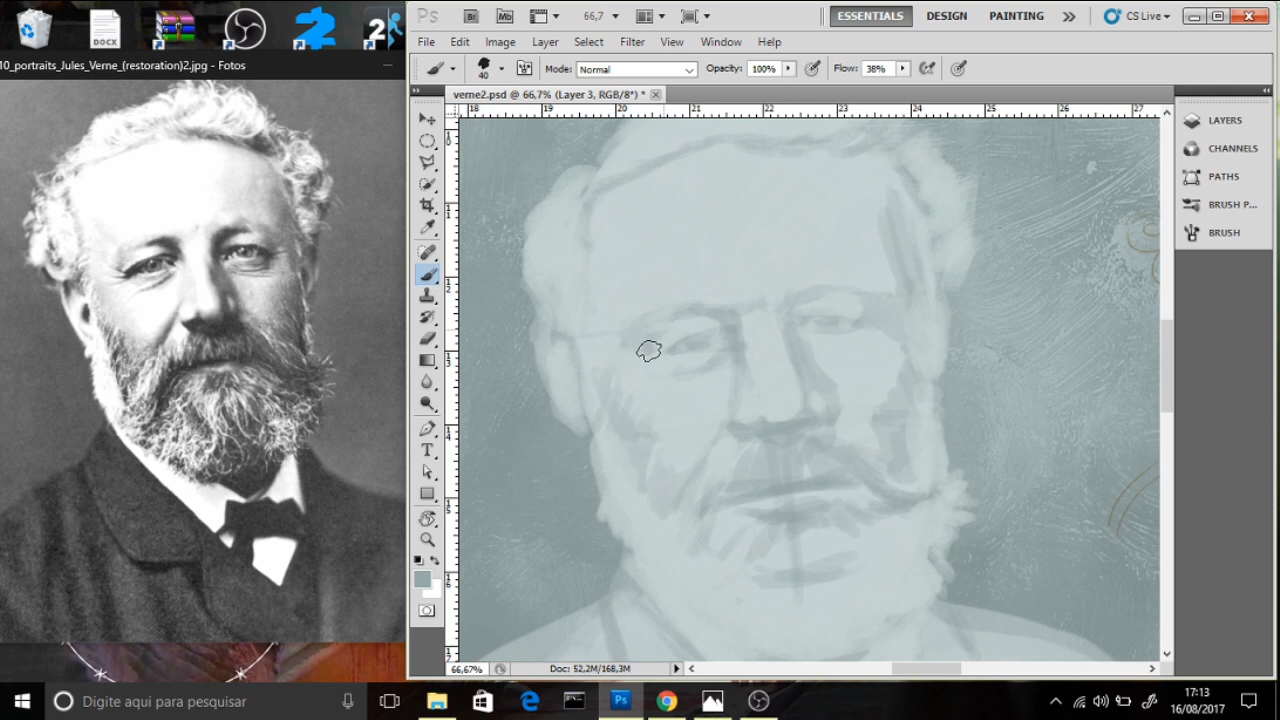 DOCX
2
2
10_portraits_Jules_Verne_(restoration)2.jpg - Fotos
Ps
Br
Mb
66,7
ESSENTIALS
DESIGN
PAINTING
CS Live
File Edit Image Layer Select Filter View Window Help
40
Mode: Normal
Opacity: 100%
Flow: 38%
verne2.psd @ 66,7% (Layer 3, RGB/8*) *
18 19 20 21 22 23 24 25 26 27
LAYERS
CHANNELS
PATHS
BRUSH P...
BRUSH
T
66,67%
Doc: 52,2M/168,3M
Digite aqui para pesquisar
Ps
17:13
16/08/2017